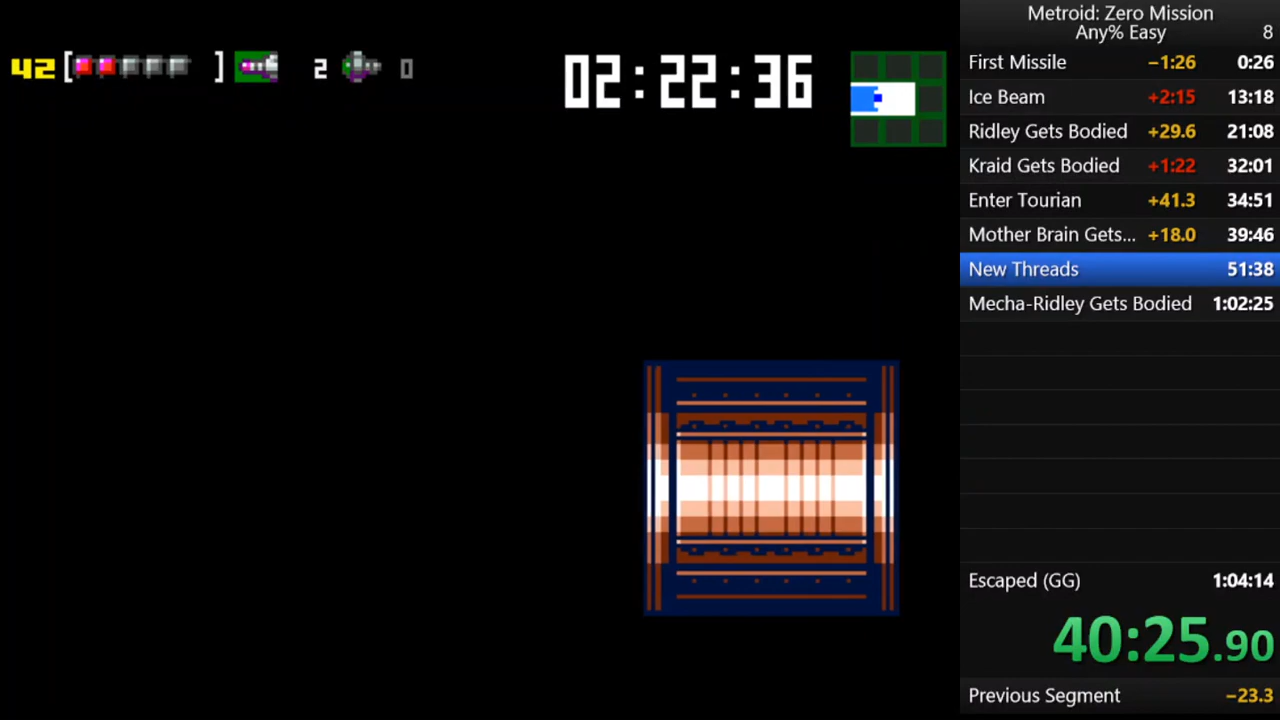 42 [ ] 2 0
02:22:36
Metroid: Zero Mission
Any% Easy 8
First Missile −1:26 0:26
Ice Beam +2:15 13:18
Ridley Gets Bodied +29.6 21:08
Kraid Gets Bodied +1:22 32:01
Enter Tourian +41.3 34:51
Mother Brain Gets... +18.0 39:46
New Threads 51:38
Mecha-Ridley Gets Bodied 1:02:25
Escaped (GG) 1:04:14
40:25.90
Previous Segment −23.3